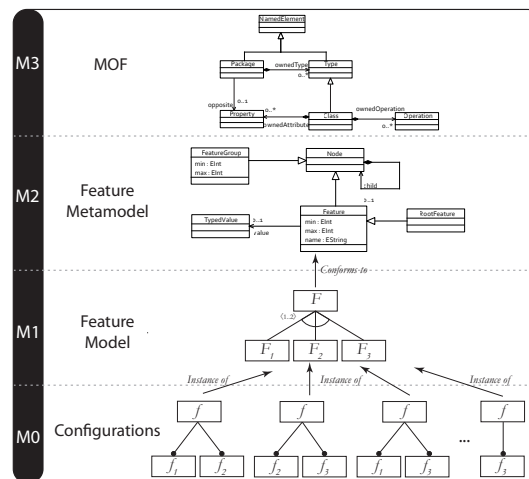 NamedElement
M3
MOF
Package
ownedType
Type
0..*
opposite
0..1
0..*
ownedOperation
Property
ownedAttribute
Class
0..*
Operation
FeatureGroup
min : EInt
max : EInt
Node
child
M2
Feature
Metamodel
TypedValue
0..1
value
Feature
min : EInt
max : EInt
name : EString
0..1
RootFeature
Conforms to
F
(1..2)
M1
Feature
Model
F1 F2 F3
Instance of Instance of Instance of Instance of
M0
Configurations
f f f f
...
f1 f2 f2 f3 f1 f3 f3